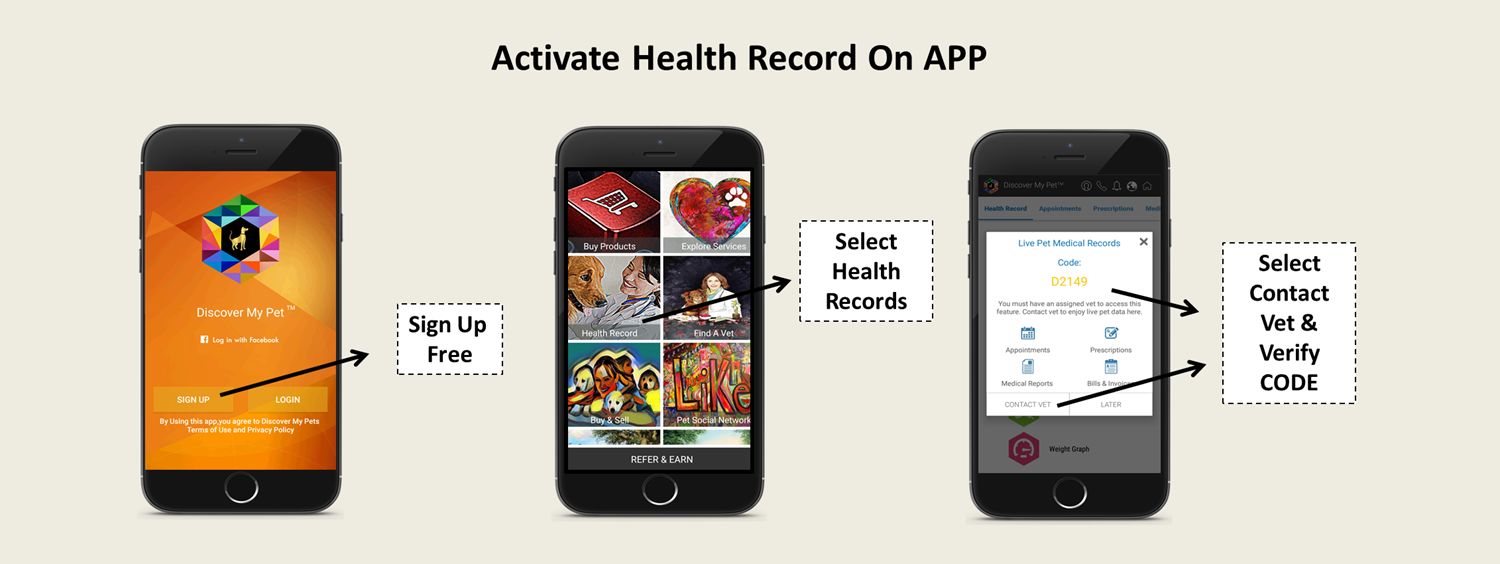 Activate Health Record On APP
Discover My Pet™
Log in with Facebook
SIGN UP
LOGIN
By Using this app,you agree to Discover My Pets
Terms of Use and Privacy Policy
Sign Up
Free
Buy Products
Explore Services
Health Record
Find A Vet
Buy & Sell
Like
Pet Social Network
REFER & EARN
Select
Health
Records
Discover My Pet™
Health Record Appointments Prescriptions Medi
Live Pet Medical Records
Code:
D2149
You must have an assigned vet to access this
feature. Contact vet to enjoy live pet data here.
Appointments
Prescriptions
Medical Reports
Bills & Invoices
CONTACT VET
LATER
Weight Graph
Select
Contact
Vet &
Verify
CODE